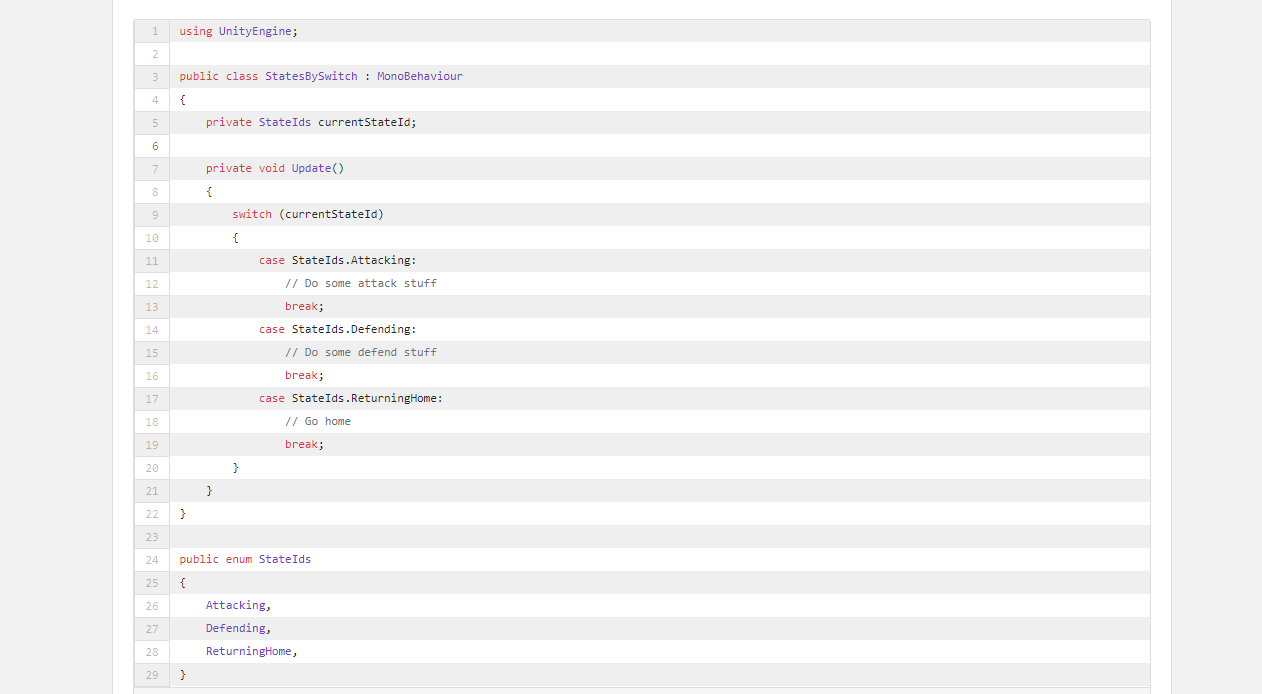 1 using UnityEngine;
2
3 public class StatesBySwitch : MonoBehaviour
4 {
5     private StateIds currentStateId;
6
7     private void Update()
8     {
9         switch (currentStateId)
10         {
11             case StateIds.Attacking:
12                 // Do some attack stuff
13                 break;
14             case StateIds.Defending:
15                 // Do some defend stuff
16                 break;
17             case StateIds.ReturningHome:
18                 // Go home
19                 break;
20         }
21     }
22 }
23
24 public enum StateIds
25 {
26     Attacking,
27     Defending,
28     ReturningHome,
29 }